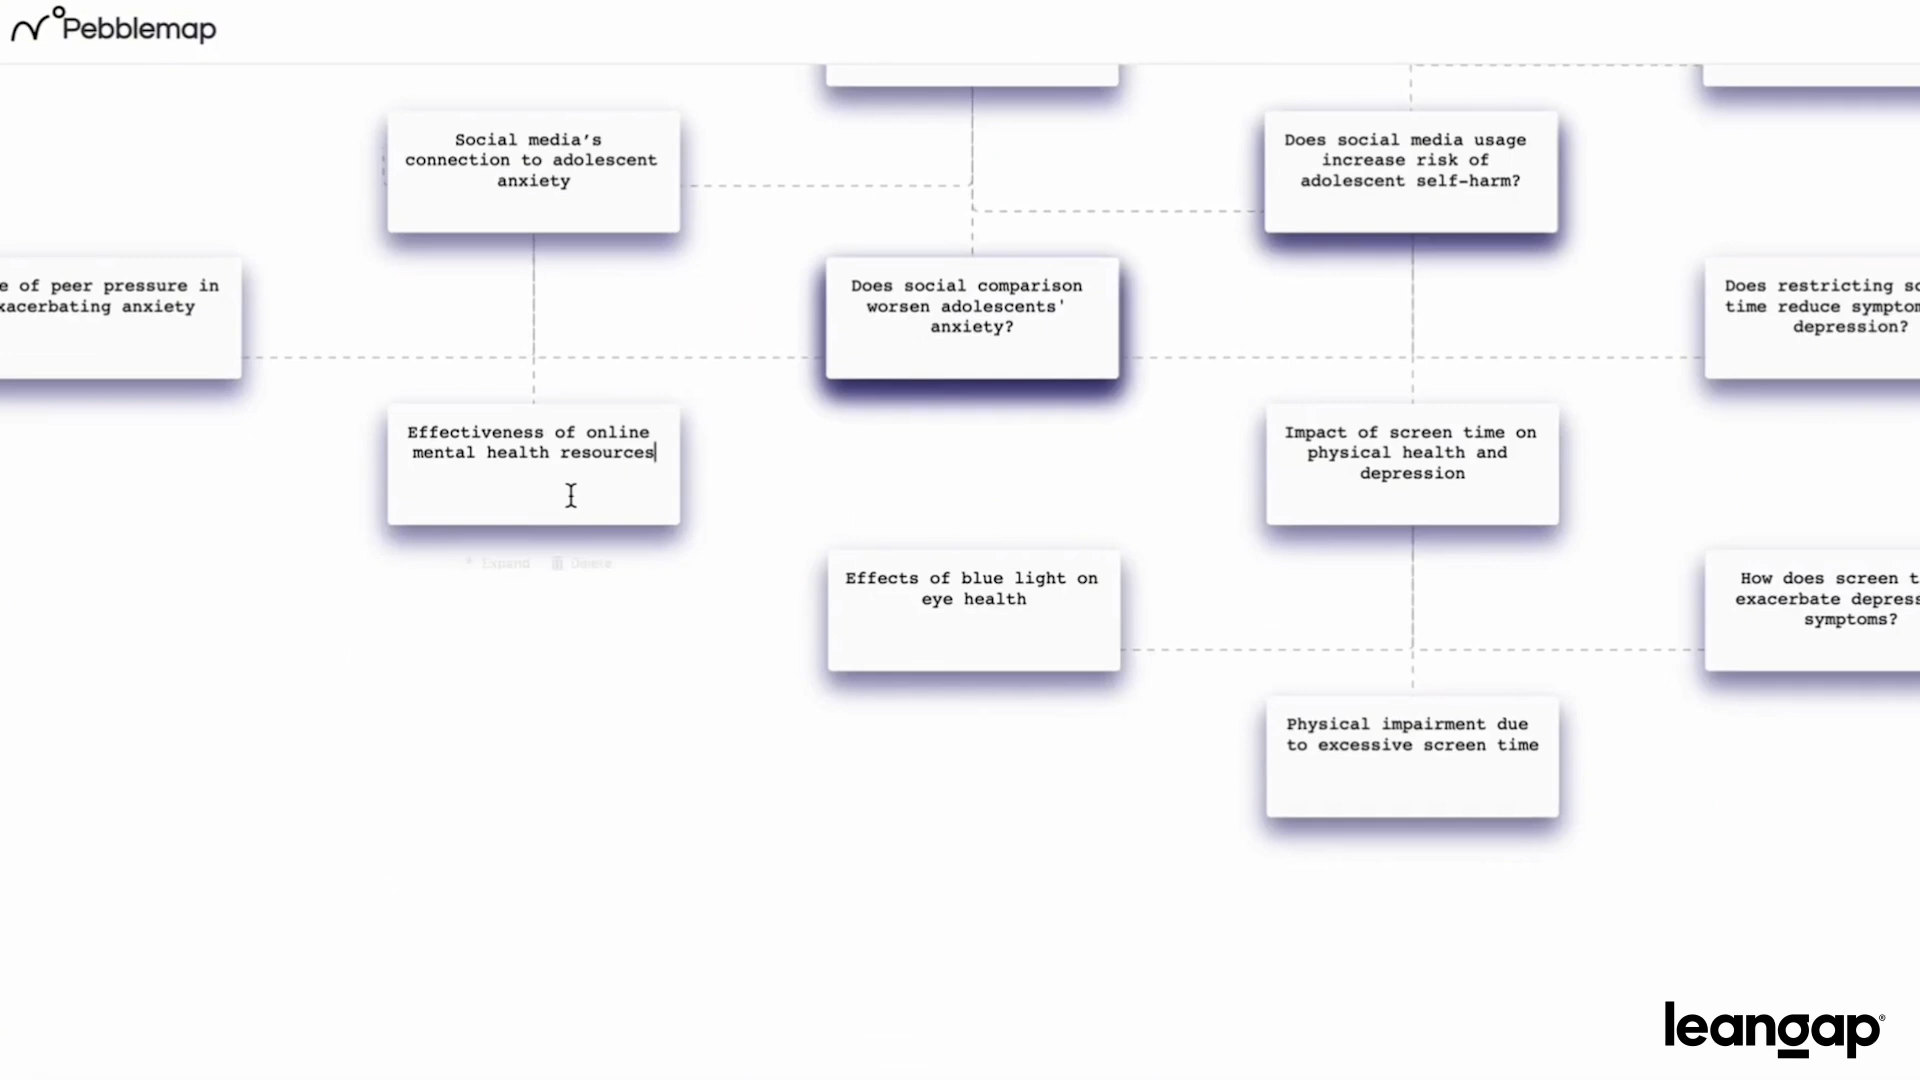 Pebblemap
Social media’s
connection to adolescent
anxiety
Does social media usage
increase risk of
adolescent self-harm?
e of peer pressure in
xacerbating anxiety
Does social comparison
worsen adolescents'
anxiety?
Does restricting sc
time reduce symptom
depression?
Effectiveness of online
mental health resources
Expand Delete
Impact of screen time on
physical health and
depression
Effects of blue light on
eye health
How does screen t
exacerbate depress
symptoms?
Physical impairment due
to excessive screen time
leangap®